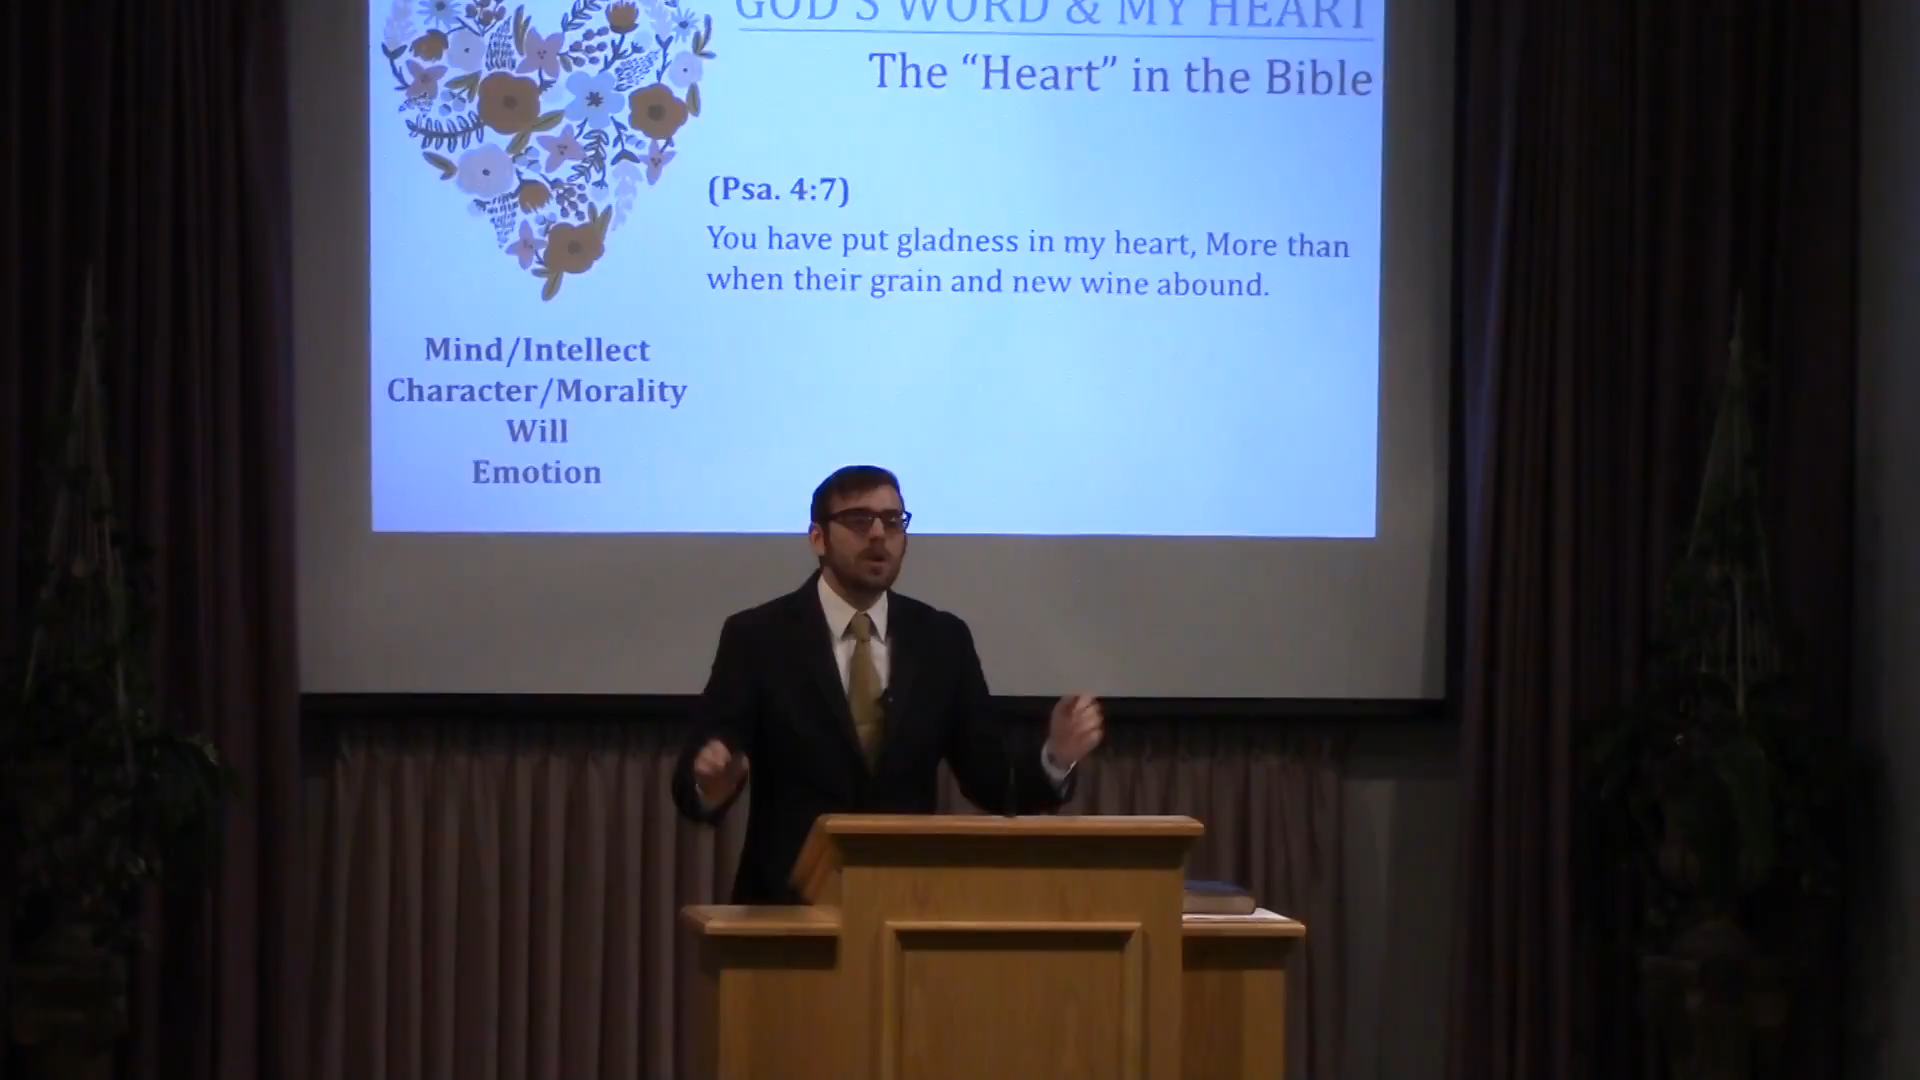 GOD'S WORD & MY HEART
The “Heart” in the Bible
(Psa. 4:7)
You have put gladness in my heart, More than
when their grain and new wine abound.
Mind/Intellect
Character/Morality
Will
Emotion